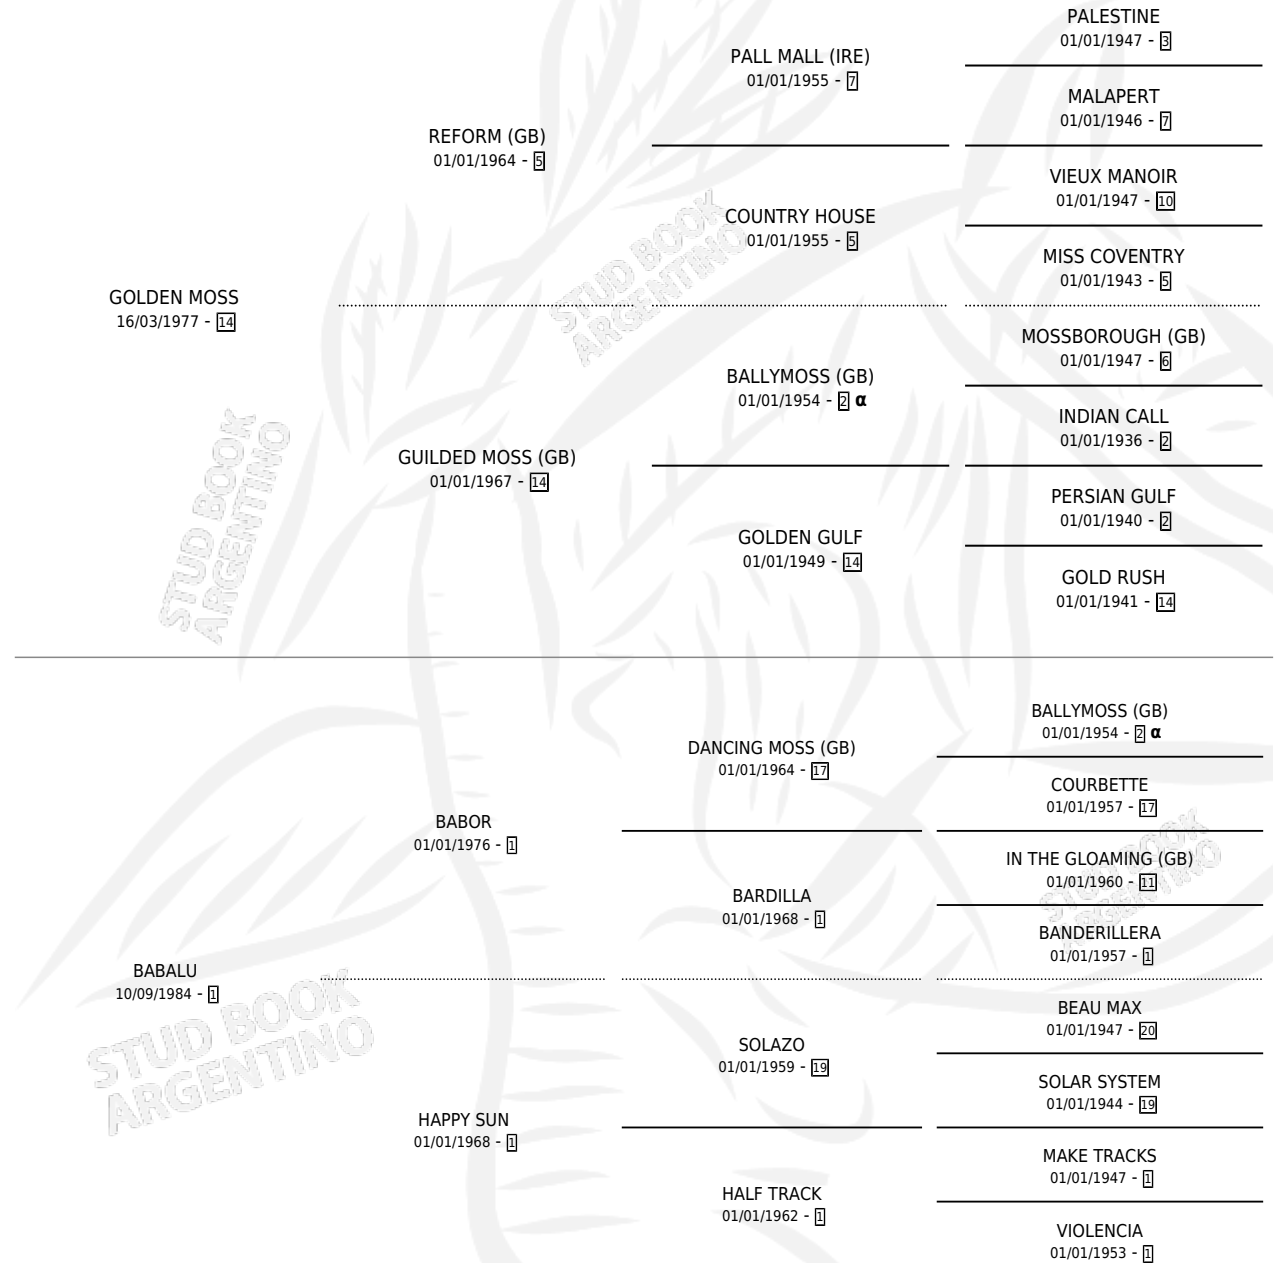 PALESTINE
01/01/1947 - 3
PALL MALL (IRE)
01/01/1955 - 7
MALAPERT
01/01/1946 - 7
REFORM (GB)
01/01/1964 - 5
VIEUX MANOIR
01/01/1947 - 10
COUNTRY HOUSE
01/01/1955 - 5
MISS COVENTRY
01/01/1943 - 5
GOLDEN MOSS
16/03/1977 - 14
MOSSBOROUGH (GB)
01/01/1947 - 6
BALLYMOSS (GB)
01/01/1954 - 2 α
INDIAN CALL
01/01/1936 - 2
GUILDED MOSS (GB)
01/01/1967 - 14
PERSIAN GULF
01/01/1940 - 2
GOLDEN GULF
01/01/1949 - 14
GOLD RUSH
01/01/1941 - 14
BALLYMOSS (GB)
01/01/1954 - 2 α
DANCING MOSS (GB)
01/01/1964 - 17
COURBETTE
01/01/1957 - 17
BABOR
01/01/1976 - 1
IN THE GLOAMING (GB)
01/01/1960 - 11
BARDILLA
01/01/1968 - 1
BANDERILLERA
01/01/1957 - 1
BABALU
10/09/1984 - 1
BEAU MAX
01/01/1947 - 20
SOLAZO
01/01/1959 - 19
SOLAR SYSTEM
01/01/1944 - 19
HAPPY SUN
01/01/1968 - 1
MAKE TRACKS
01/01/1947 - 1
HALF TRACK
01/01/1962 - 1
VIOLENCIA
01/01/1953 - 1
STUD BOOK
ARGENTINO
STUD BOOK
ARGENTINO
STUD BOOK
ARGENTINO
STUD BOOK
ARGENTINO